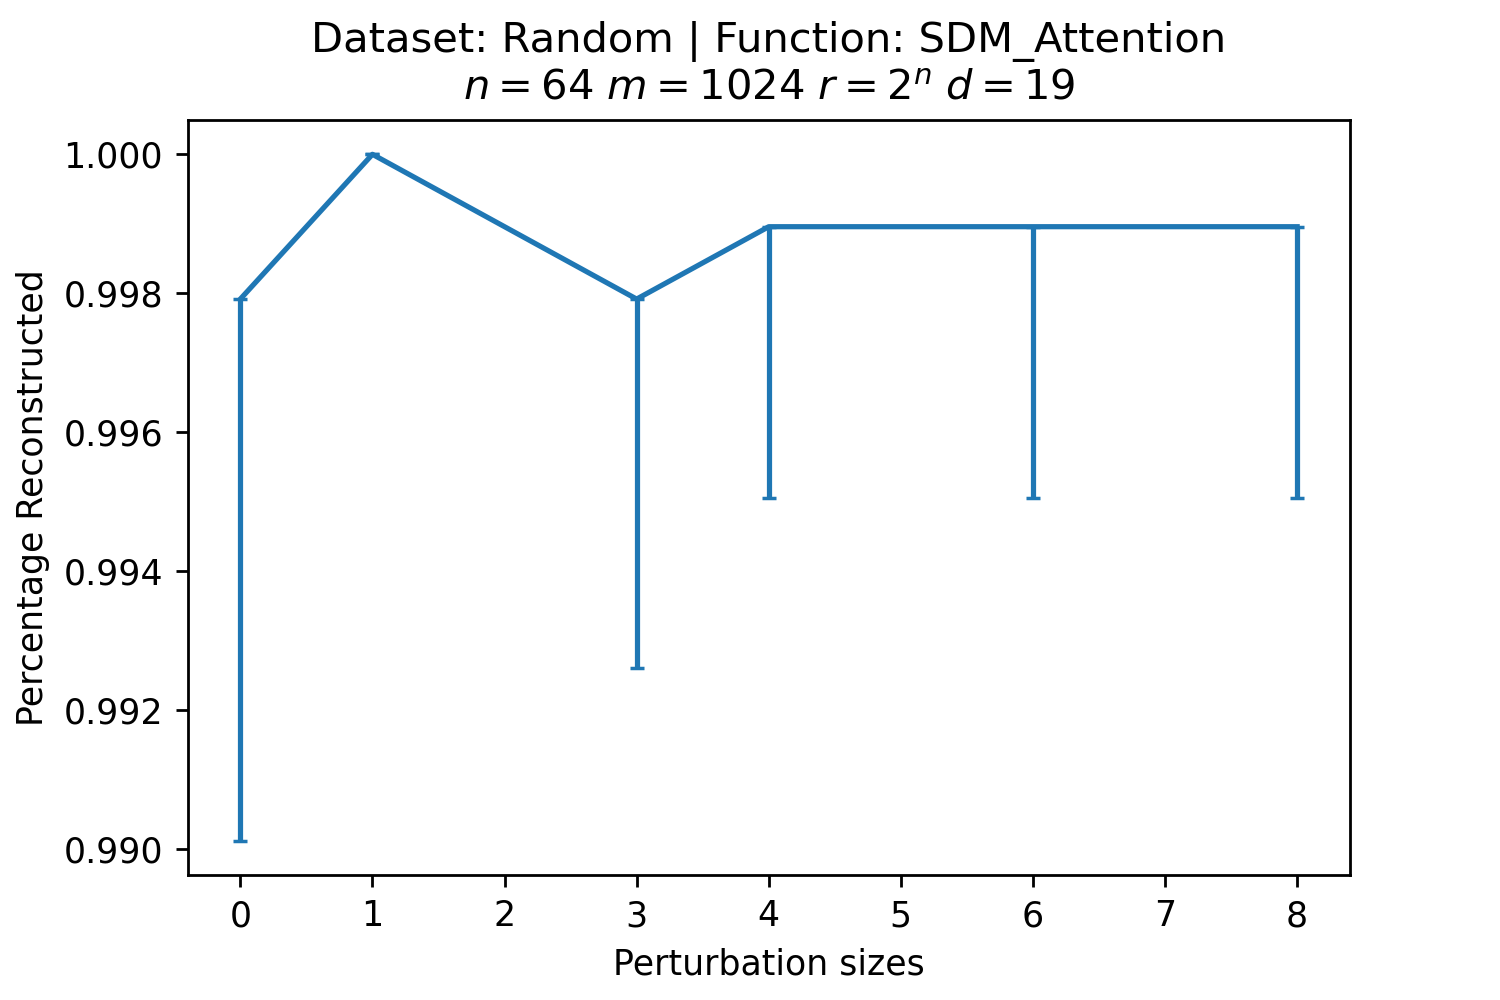 Dataset: Random | Function: SDM_Attention
n = 64 m = 1024 r = 2ⁿ d = 19
1.000
0.998
0.996
0.994
0.992
0.990
Percentage Reconstructed
0 1 2 3 4 5 6 7 8
Perturbation sizes